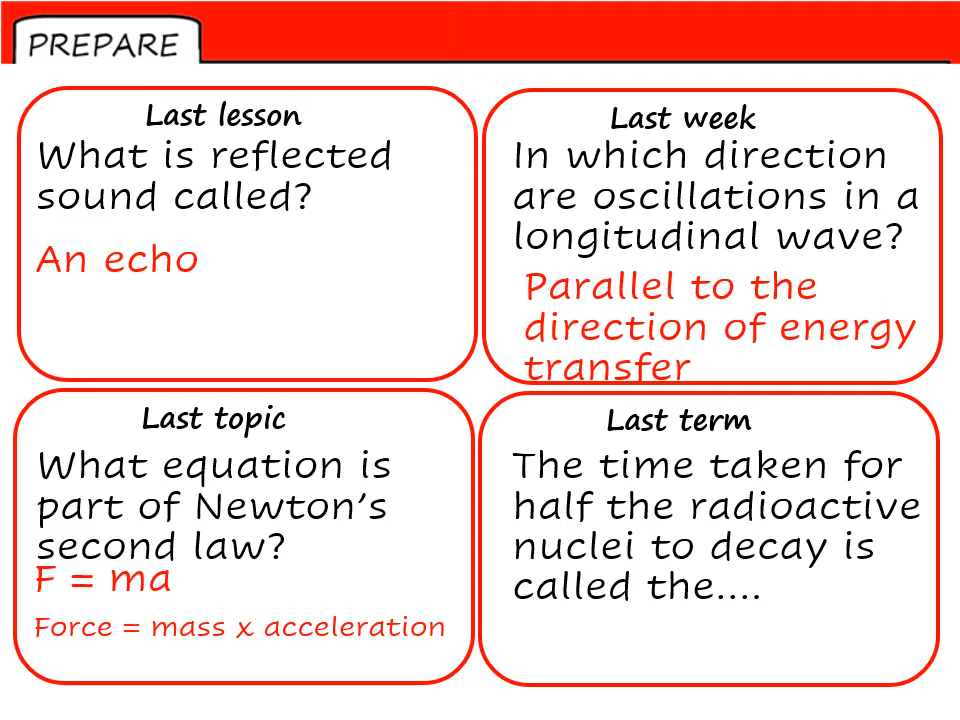 PREPARE
Last lesson
What is reflected
sound called?
An echo
Last week
In which direction
are oscillations in a
longitudinal wave?
Parallel to the
direction of energy
transfer
Last topic
What equation is
part of Newton's
second law?
F = ma
Force = mass x acceleration
Last term
The time taken for
half the radioactive
nuclei to decay is
called the....